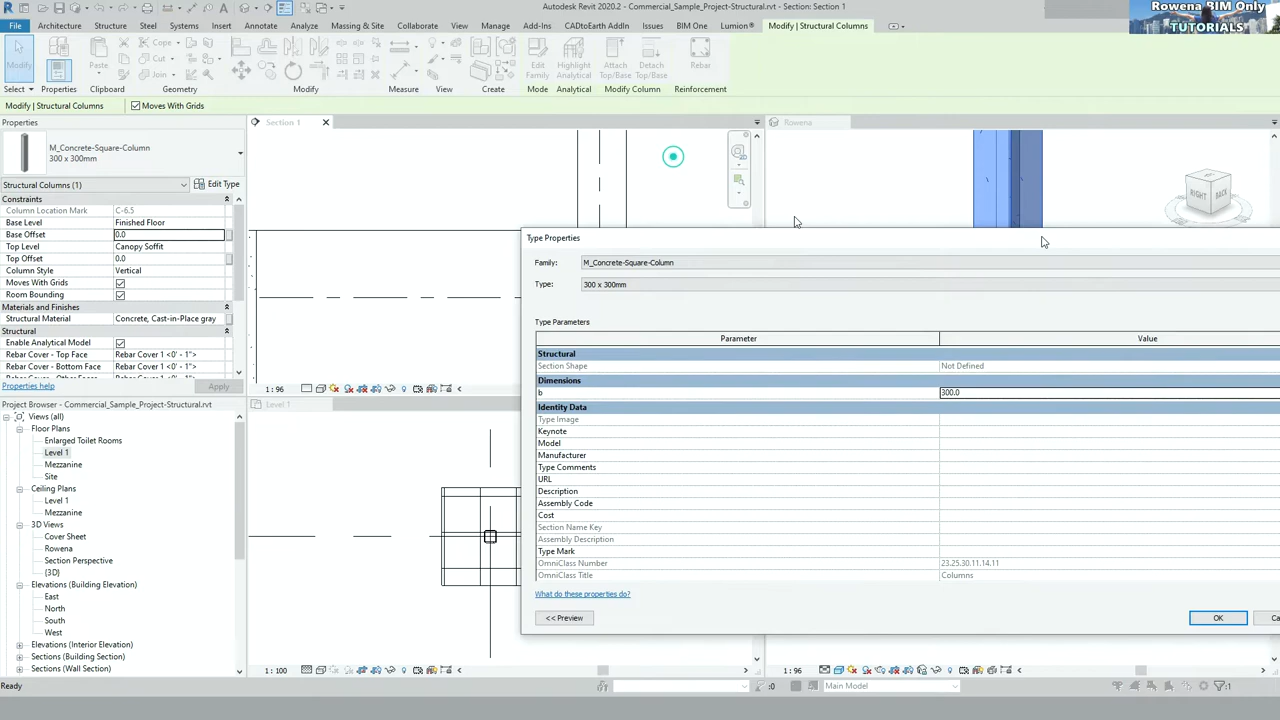 Autodesk Revit 2020.2 - Commercial_Sample_Project-Structural.rvt - Section: Section 1
Rowena BIM Only
TUTORIALS
File Architecture Structure Steel Systems Insert Annotate Analyze Massing & Site Collaborate View Manage Add-Ins CADtoEarth AddIn Issues BIM One Lumion® Modify | Structural Columns
Modify Paste Cope Cut Join Edit Family Highlight Analytical Attach Top/Base Detach Top/Base Rebar
Select Properties Clipboard Geometry Modify Measure View Create Mode Analytical Modify Column Reinforcement
Modify | Structural Columns Moves With Grids
Properties
Section 1
Rowena
M_Concrete-Square-Column
300 x 300mm
Structural Columns (1) Edit Type
Constraints
Column Location Mark C-6.5
Base Level Finished Floor
Base Offset 0.0
Top Level Canopy Soffit
Top Offset 0.0
Column Style Vertical
Moves With Grids
Room Bounding
Materials and Finishes
Structural Material Concrete, Cast-in-Place gray
Structural
Enable Analytical Model
Rebar Cover - Top Face Rebar Cover 1 <0' - 1">
Rebar Cover - Bottom Face Rebar Cover 1 <0' - 1">
Properties help Apply
RIGHT BACK
1 : 96
Type Properties
Family: M_Concrete-Square-Column
Type: 300 x 300mm
Type Parameters
Parameter Value
Structural
Section Shape Not Defined
Dimensions
b 300.0
Identity Data
Type Image
Keynote
Model
Manufacturer
Type Comments
URL
Description
Assembly Code
Cost
Section Name Key
Assembly Description
Type Mark
OmniClass Number 23.25.30.11.14.11
OmniClass Title Columns
What do these properties do?
<< Preview OK Ca
Project Browser - Commercial_Sample_Project-Structural.rvt
Level 1
Views (all)
Floor Plans
Enlarged Toilet Rooms
Level 1
Mezzanine
Site
Ceiling Plans
Level 1
Mezzanine
3D Views
Cover Sheet
Rowena
Section Perspective
{3D}
Elevations (Building Elevation)
East
North
South
West
Elevations (Interior Elevation)
Sections (Building Section)
Sections (Wall Section)
1 : 100
1 : 96
Ready :0 Main Model :1